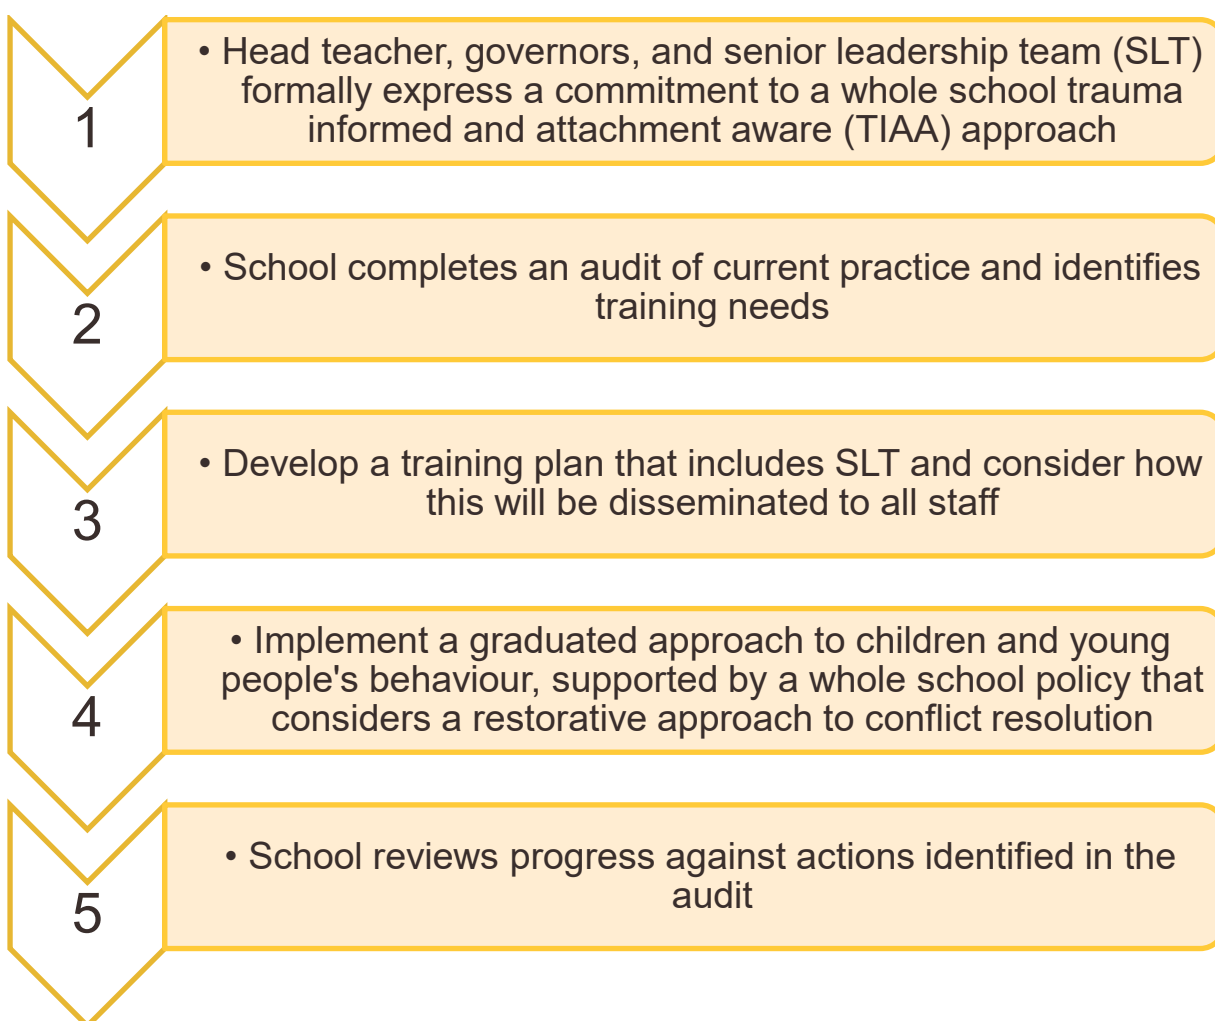 1
• Head teacher, governors, and senior leadership team (SLT)
formally express a commitment to a whole school trauma
informed and attachment aware (TIAA) approach
2
• School completes an audit of current practice and identifies
training needs
3
• Develop a training plan that includes SLT and consider how
this will be disseminated to all staff
4
• Implement a graduated approach to children and young
people's behaviour, supported by a whole school policy that
considers a restorative approach to conflict resolution
5
• School reviews progress against actions identified in the
audit